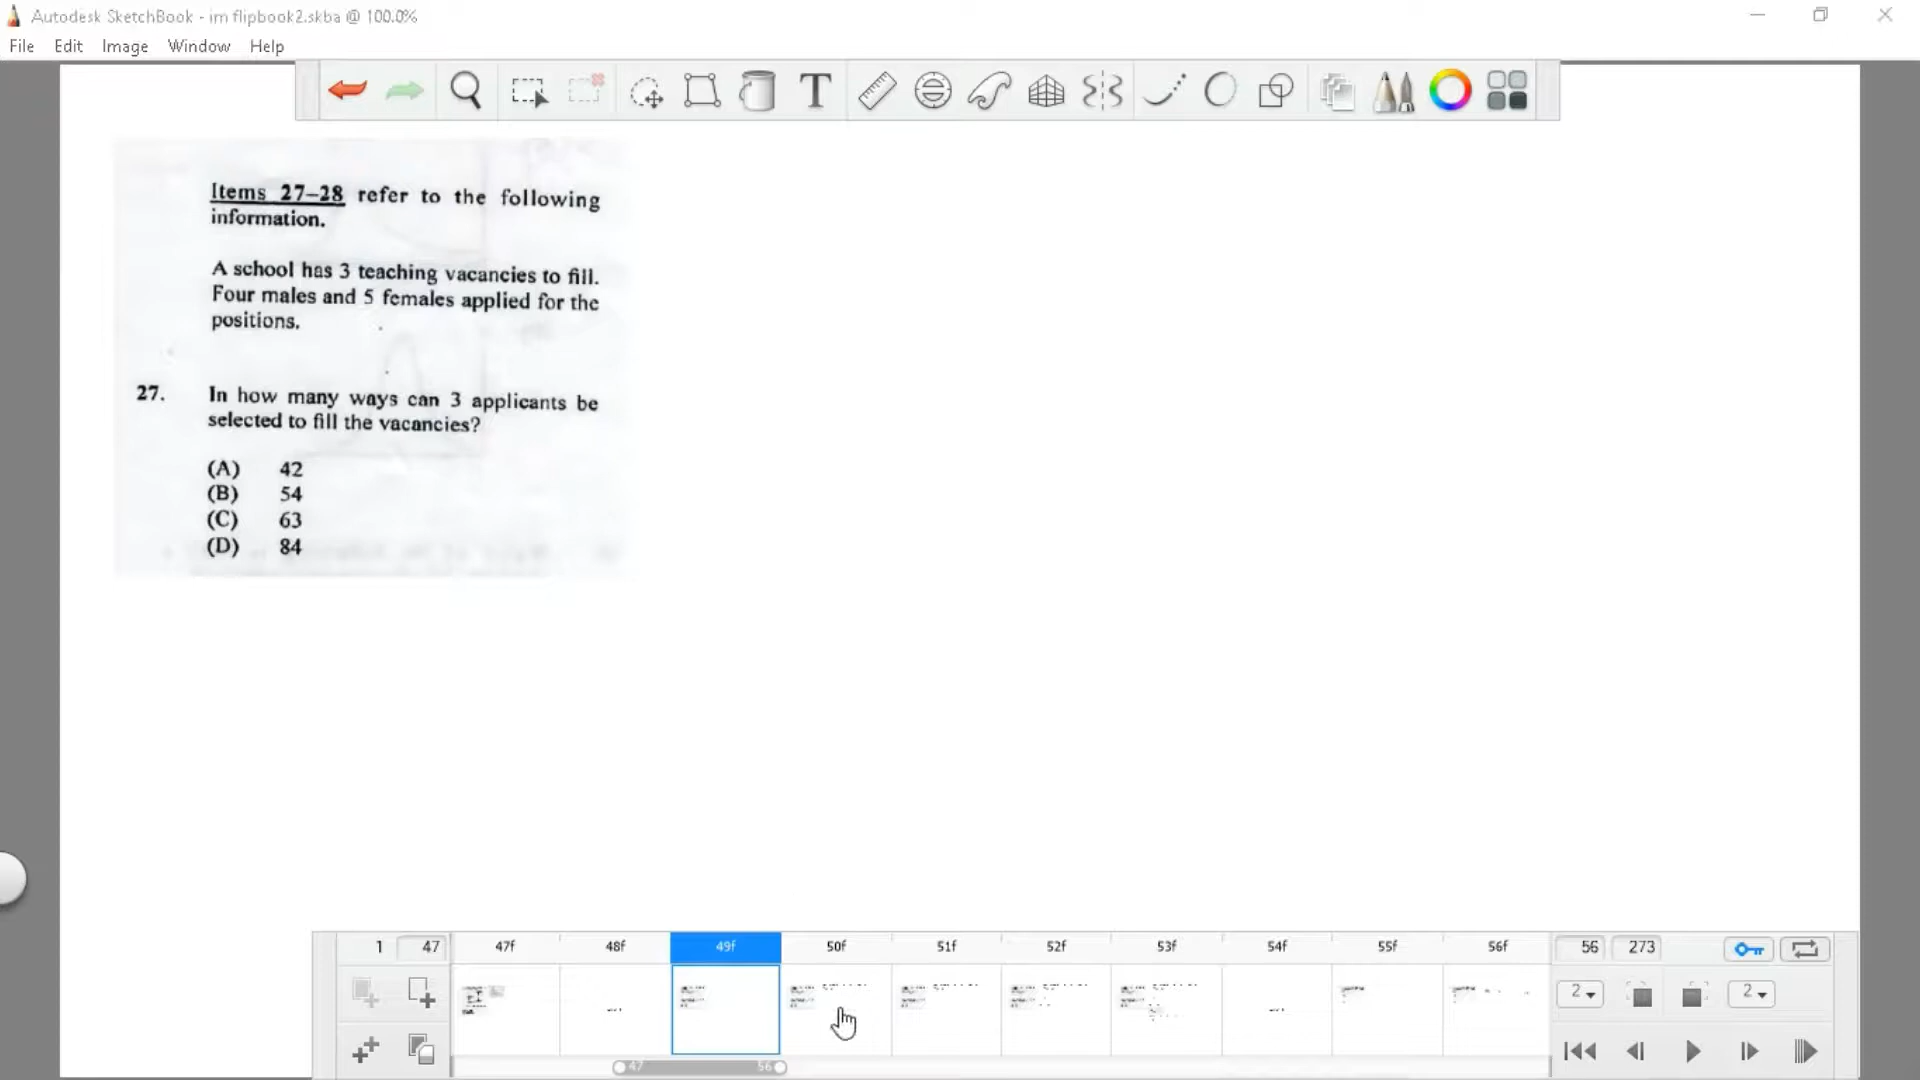 Autodesk SketchBook - im flipbook2.skba @ 100.0%
File Edit Image Window Help
T
Items 27–28 refer to the following
information.
A school has 3 teaching vacancies to fill.
Four males and 5 females applied for the
positions.
27. In how many ways can 3 applicants be
selected to fill the vacancies?
(A) 42
(B) 54
(C) 63
(D) 84
1 47 47f 48f 49f 50f 51f 52f 53f 54f 55f 56f 56 273
2 2
47 56